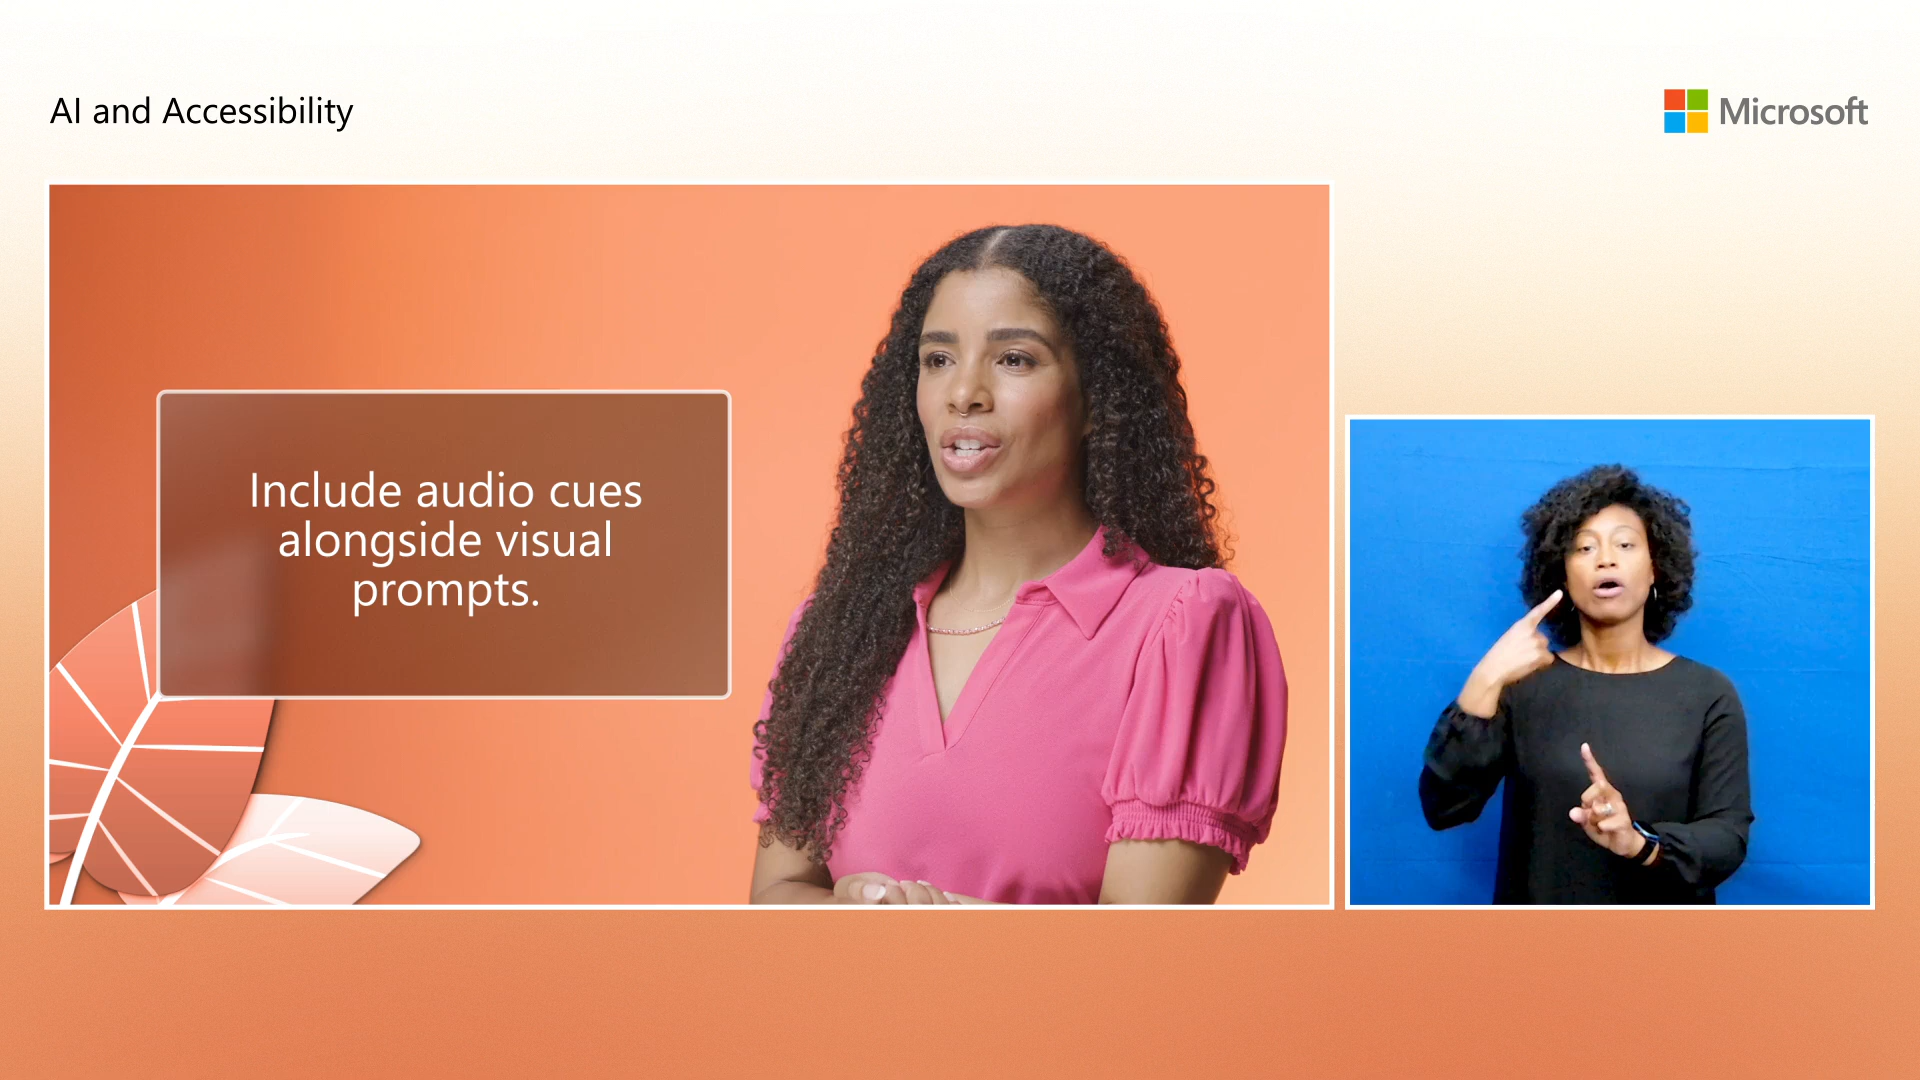 AI and Accessibility
Microsoft
Include audio cues
alongside visual
prompts.